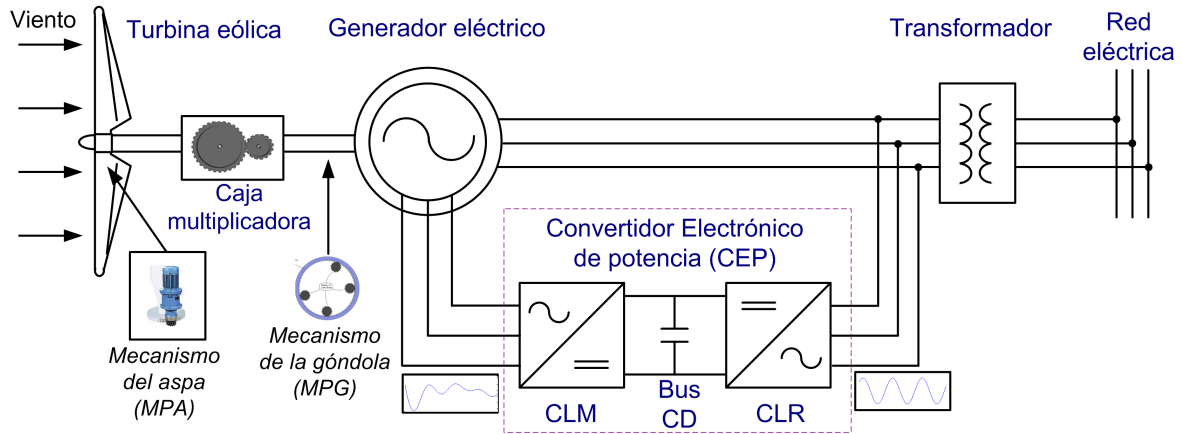 Viento
Turbina eólica
Generador eléctrico
Transformador
Red
eléctrica
Caja
multiplicadora
Convertidor Electrónico
de potencia (CEP)
Mecanismo
del aspa
(MPA)
Mecanismo
de la góndola
(MPG)
CLM
Bus
CD
CLR